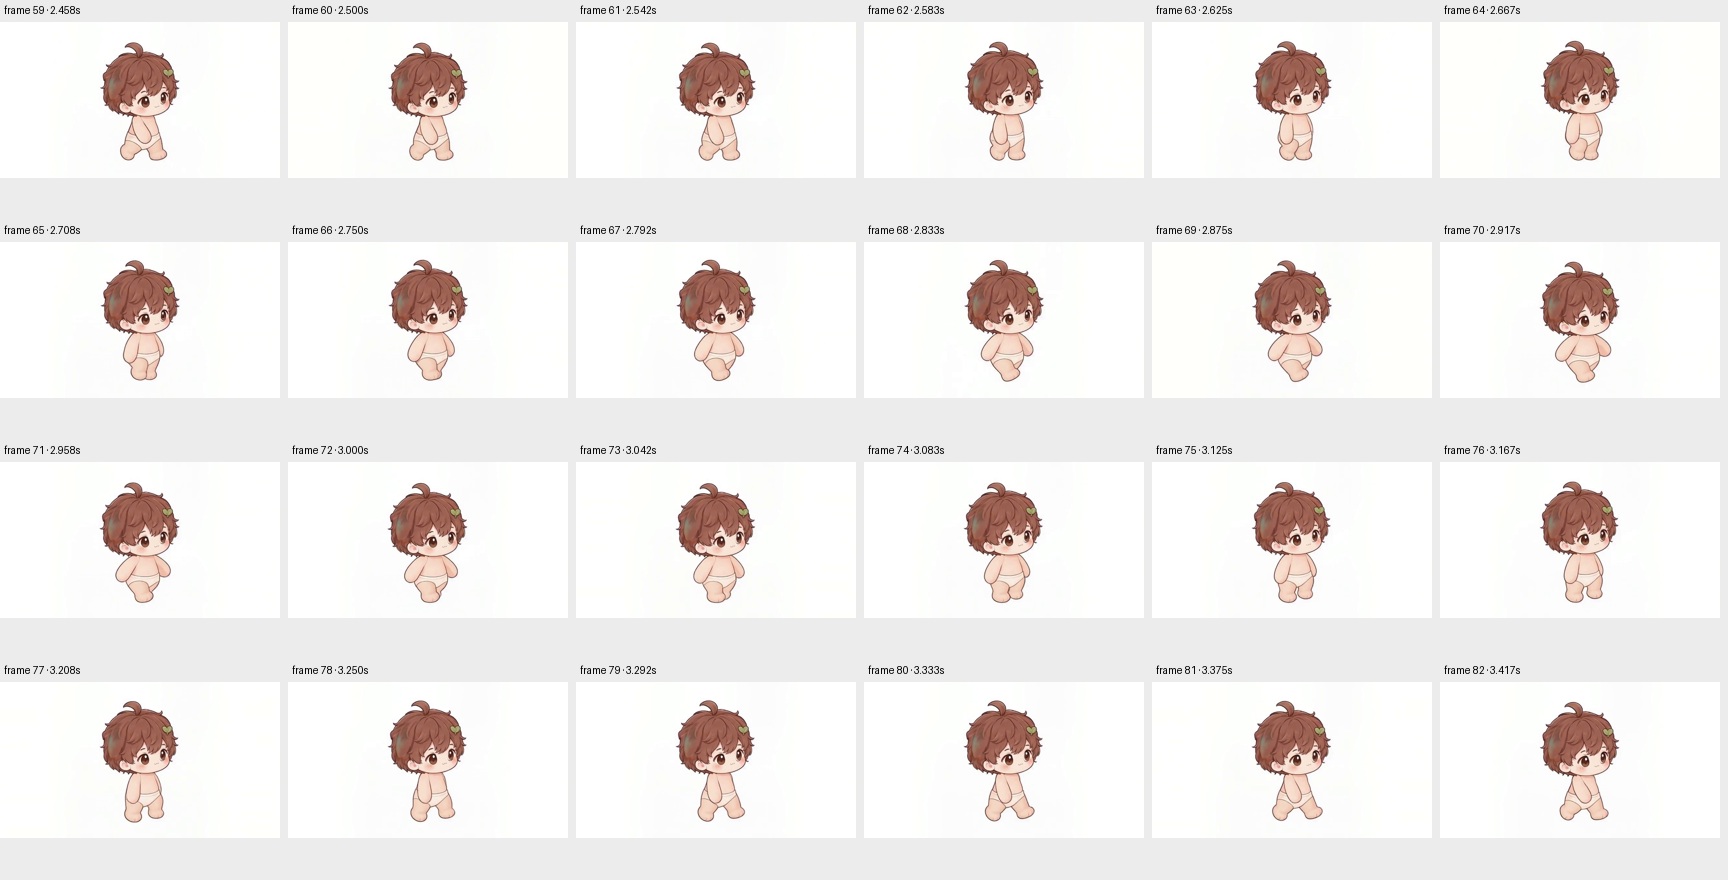 frame 59 · 2.458s
frame 60 · 2.500s
frame 61 · 2.542s
frame 62 · 2.583s
frame 63 · 2.625s
frame 64 · 2.667s
frame 65 · 2.708s
frame 66 · 2.750s
frame 67 · 2.792s
frame 68 · 2.833s
frame 69 · 2.875s
frame 70 · 2.917s
frame 71 · 2.958s
frame 72 · 3.000s
frame 73 · 3.042s
frame 74 · 3.083s
frame 75 · 3.125s
frame 76 · 3.167s
frame 77 · 3.208s
frame 78 · 3.250s
frame 79 · 3.292s
frame 80 · 3.333s
frame 81 · 3.375s
frame 82 · 3.417s